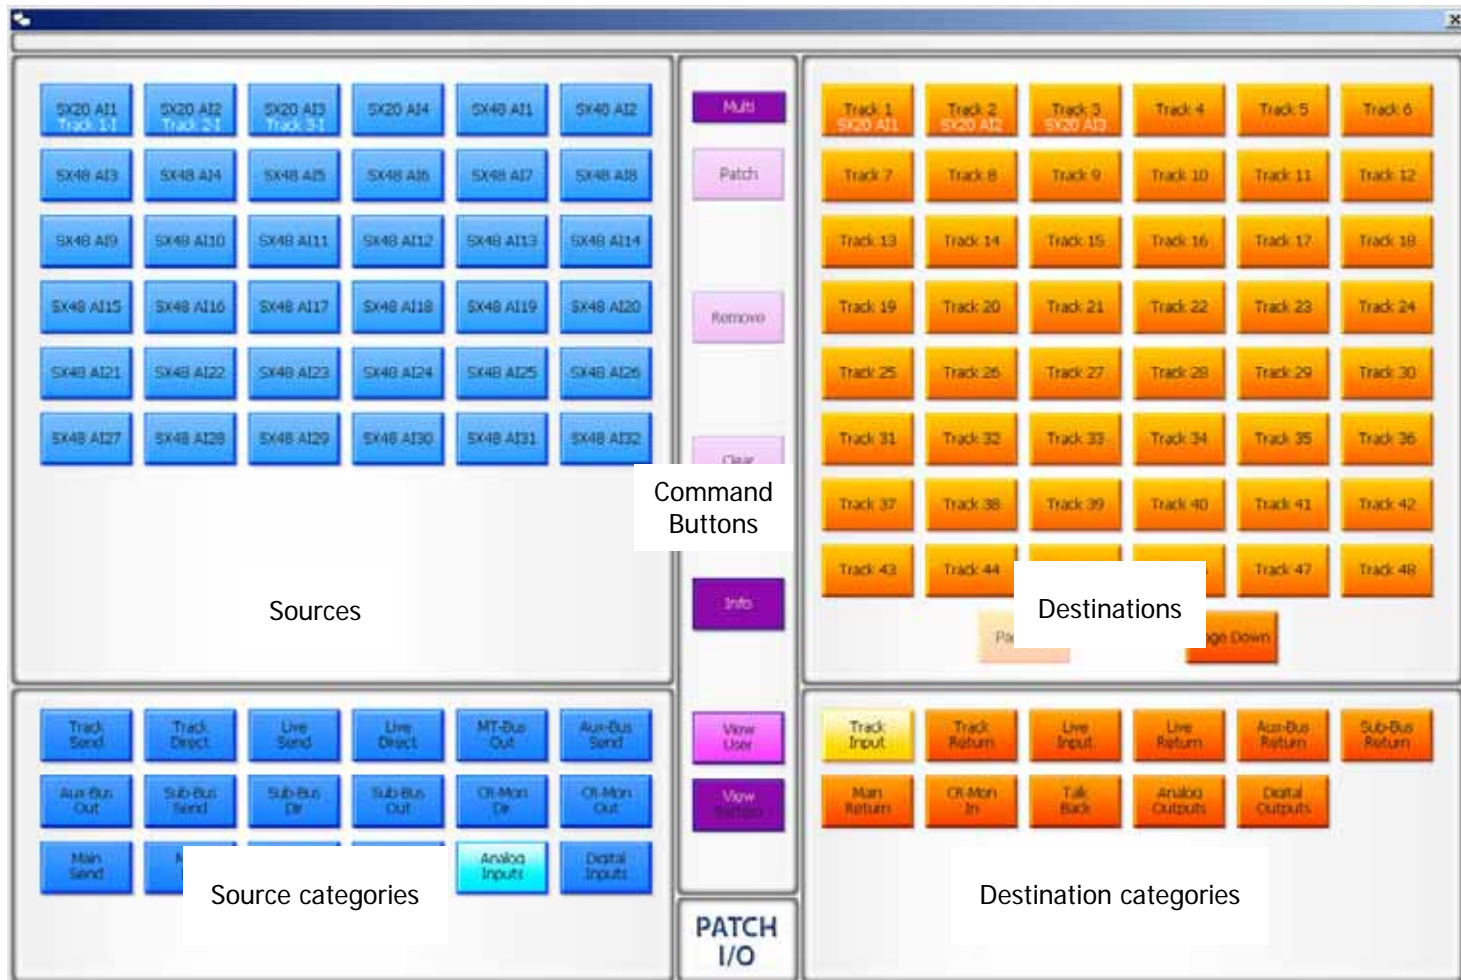 SX20 AI1
Track 1-I
SX20 AI2
Track 2-I
SX20 AI3
Track 3-I
SX20 AI4
SX48 AI1
SX48 AI2
SX48 AI3
SX48 AI4
SX48 AI5
SX48 AI6
SX48 AI7
SX48 AI8
SX48 AI9
SX48 AI10
SX48 AI11
SX48 AI12
SX48 AI13
SX48 AI14
SX48 AI15
SX48 AI16
SX48 AI17
SX48 AI18
SX48 AI19
SX48 AI20
SX48 AI21
SX48 AI22
SX48 AI23
SX48 AI24
SX48 AI25
SX48 AI26
SX48 AI27
SX48 AI28
SX48 AI29
SX48 AI30
SX48 AI31
SX48 AI32
Sources
Track
Send
Track
Direct
Live
Send
Live
Direct
MT-Bus
Out
Aux-Bus
Send
Aux-Bus
Out
Sub-Bus
Send
Sub-Bus
Dir
Sub-Bus
Out
CR-Mon
Dir
CR-Mon
Out
Main
Send
Analog
Inputs
Digital
Inputs
Source categories
Multi
Patch
Remove
Clear
Command
Buttons
Info
View
User
View
PATCH
I/O
Track 1
SX20 AI1
Track 2
SX20 AI2
Track 3
SX20 AI3
Track 4
Track 5
Track 6
Track 7
Track 8
Track 9
Track 10
Track 11
Track 12
Track 13
Track 14
Track 15
Track 16
Track 17
Track 18
Track 19
Track 20
Track 21
Track 22
Track 23
Track 24
Track 25
Track 26
Track 27
Track 28
Track 29
Track 30
Track 31
Track 32
Track 33
Track 34
Track 35
Track 36
Track 37
Track 38
Track 39
Track 40
Track 41
Track 42
Track 43
Track 44
Track 47
Track 48
Destinations
Down
Track
Input
Track
Return
Live
Input
Live
Return
Aux-Bus
Return
Sub-Bus
Return
Main
Return
CR-Mon
In
Talk
Back
Analog
Outputs
Digital
Outputs
Destination categories